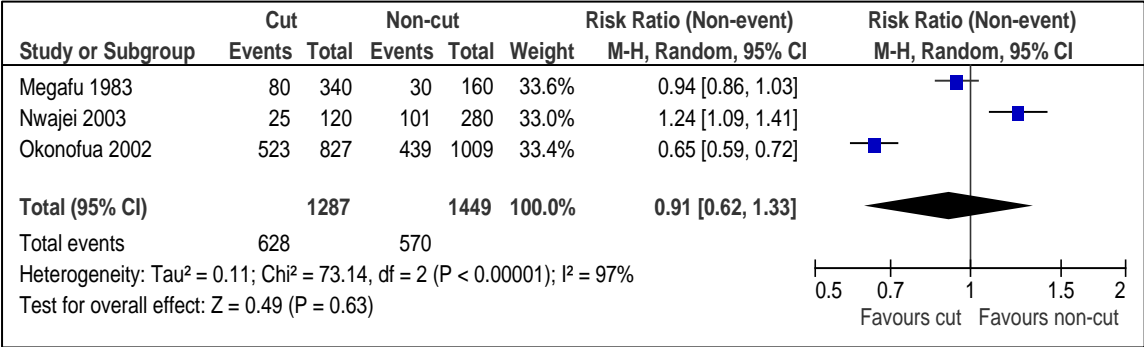 Cut Non-cut Risk Ratio (Non-event) Risk Ratio (Non-event)
Study or Subgroup Events Total Events Total Weight M-H, Random, 95% CI M-H, Random, 95% CI
Megafu 1983 80 340 30 160 33.6% 0.94 [0.86, 1.03]
Nwajei 2003 25 120 101 280 33.0% 1.24 [1.09, 1.41]
Okonofua 2002 523 827 439 1009 33.4% 0.65 [0.59, 0.72]
Total (95% CI) 1287 1449 100.0% 0.91 [0.62, 1.33]
Total events 628 570
Heterogeneity: Tau² = 0.11; Chi² = 73.14, df = 2 (P < 0.00001); I² = 97%
Test for overall effect: Z = 0.49 (P = 0.63)
0.5 0.7 1 1.5 2
Favours cut Favours non-cut